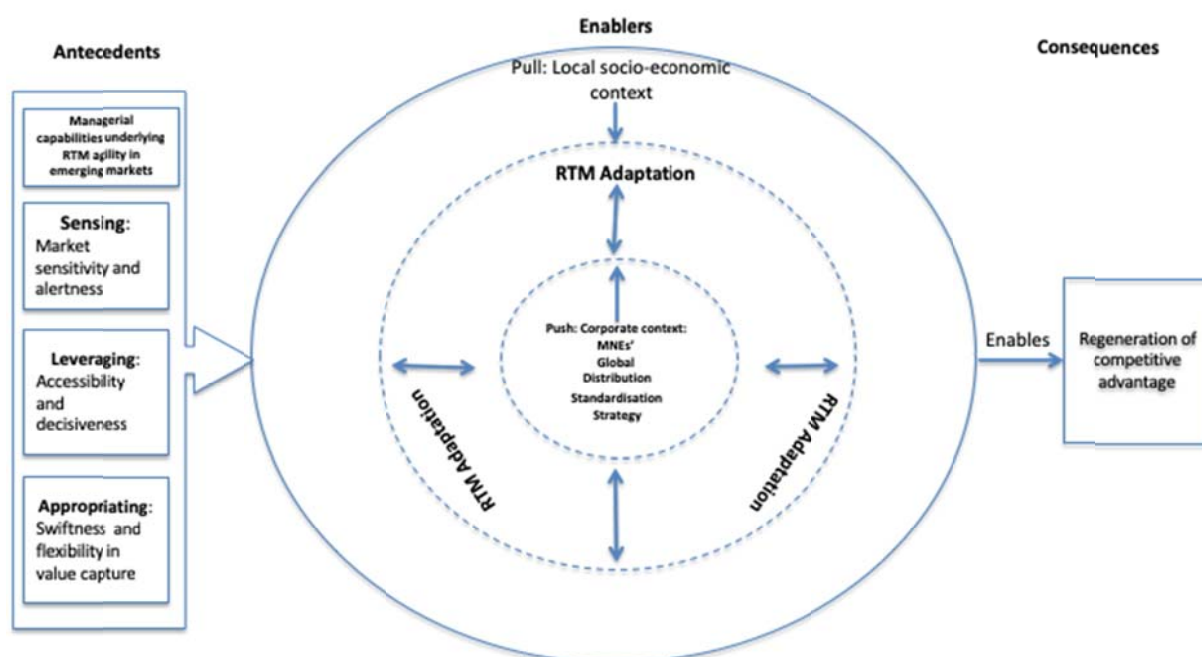 Antecedents
Managerial
capabilities underlying
RTM agility in
emerging markets
Sensing:
Market
sensitivity and
alertness
Leveraging:
Accessibility
and
decisiveness
Appropriating:
Swiftness and
flexibility in
value capture
Enablers
Pull: Local socio-economic
context
RTM Adaptation
Push: Corporate context:
MNEs'
Global
Distribution
Standardisation
Strategy
RTM Adaptation
RTM Adaptation
Consequences
Enables
Regeneration of
competitive
advantage